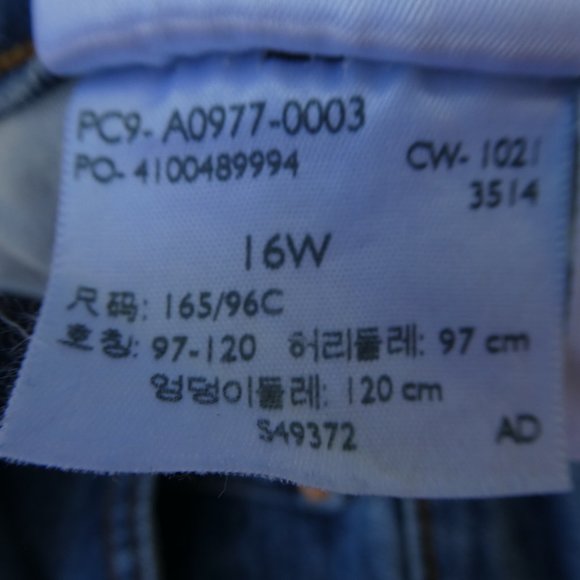 PC9- A0977-0003
PO- 4100489994 CW- 1021
3514
16W
尺码: 165/96C
호칭: 97-120 허리둘레: 97 cm
엉덩이둘레: 120 cm
S49372 AD